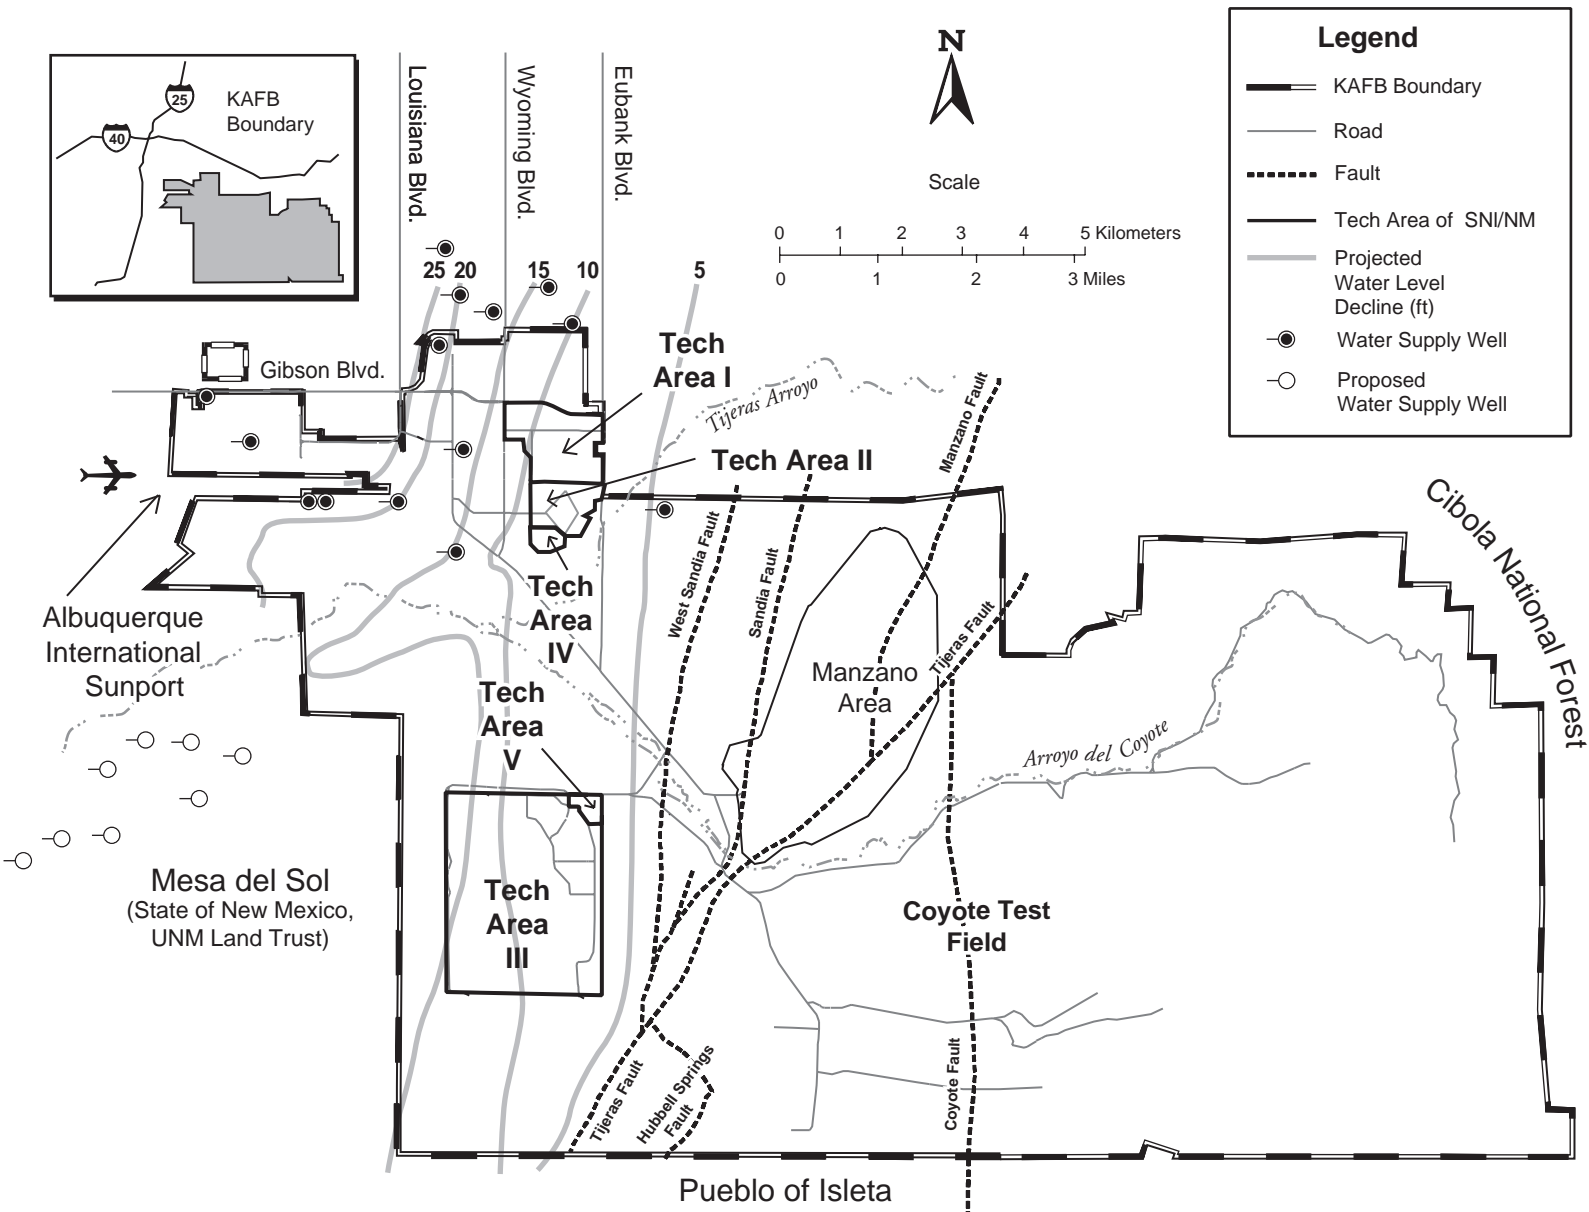 N
Scale
0 1 2 3 4 5 Kilometers
0 1 2 3 Miles
Legend
KAFB Boundary
Road
Fault
Tech Area of SNl/NM
Projected
Water Level
Decline (ft)
Water Supply Well
Proposed
Water Supply Well
25
40
KAFB
Boundary
Louisiana Blvd.
Wyoming Blvd.
Eubank Blvd.
25 20 15 10 5
Gibson Blvd.
Tech
Area I
Tijeras Arroyo
Manzano Fault
Tech Area II
Cibola National Forest
West Sandia Fault
Sandia Fault
Tech
Area
IV
Albuquerque
International
Sunport
Tijeras Fault
Manzano
Area
Tech
Area
V
Arroyo del Coyote
Mesa del Sol
(State of New Mexico,
UNM Land Trust)
Tech
Area
III
Coyote Test
Field
Tijeras Fault
Hubbell Springs
Fault
Coyote Fault
Pueblo of Isleta